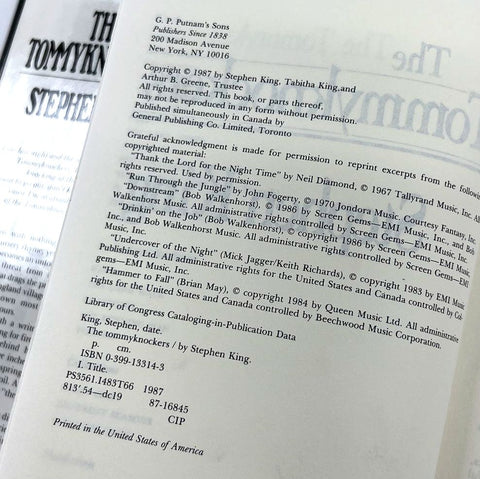 TH
TOMMYKN
STEPHE
G. P. Putnam's Sons
Publishers Since 1838
200 Madison Avenue
New York, NY 10016
Copyright © 1987 by Stephen King, Tabitha King,and
Arthur B. Greene, Trustee
All rights reserved. This book, or parts thereof,
may not be reproduced in any form without permission.
Published simultaneously in Canada by
General Publishing Co. Limited, Toronto
Grateful acknowledgment is made for permission to reprint excerpts from the following
copyrighted material:
"Thank the Lord for the Night Time" by Neil Diamond, © 1967 Tallyrand Music, Inc. All
rights reserved. Used by permission.
"Run Through the Jungle" by John Fogerty, © 1970 Jondora Music. Courtesy Fantasy, Inc.
"Downstream" (Bob Walkenhorst), © 1986 by Screen Gems—EMI Music, Inc., and Bob
Walkenhorst Music. All administrative rights controlled by Screen Gems—EMI Music, Inc.
"Drinkin' on the Job" (Bob Walkenhorst), © 1986 by Screen Gems—EMI Music,
Inc., and Bob Walkenhorst Music. All administrative rights controlled by Screen Gems—EMI
Music, Inc.
"Undercover of the Night" (Mick Jagger/Keith Richards), © 1983 by EMI Music
Publishing Ltd. All administrative rights for the United States and Canada controlled by Col-
gems—EMI Music, Inc.
"Hammer to Fall" (Brian May), © copyright 1984 by Queen Music Ltd. All administrative
rights for the United States and Canada controlled by Beechwood Music Corporation.
Library of Congress Cataloging-in-Publication Data
King, Stephen, date.
The tommyknockers / by Stephen King.
p. cm.
ISBN 0-399-13314-3
I. Title.
PS3561.I483T66 1987
813'.54—dc19 87-16845
CIP
Printed in the United States of America